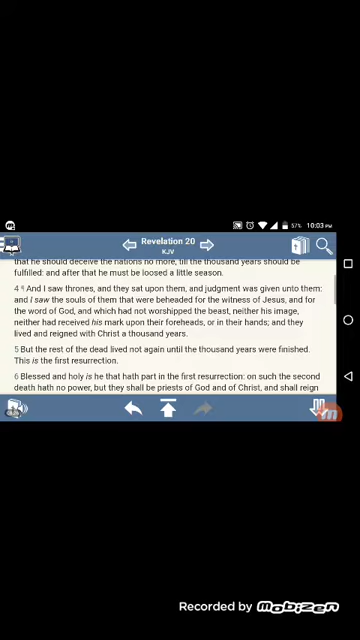 57% 10:03 PM
Revelation 20
KJV
that he should deceive the nations no more, till the thousand years should be
fulfilled: and after that he must be loosed a little season.
4 ¶ And I saw thrones, and they sat upon them, and judgment was given unto them:
and I saw the souls of them that were beheaded for the witness of Jesus, and for
the word of God, and which had not worshipped the beast, neither his image,
neither had received his mark upon their foreheads, or in their hands; and they
lived and reigned with Christ a thousand years.
5 But the rest of the dead lived not again until the thousand years were finished.
This is the first resurrection.
6 Blessed and holy is he that hath part in the first resurrection: on such the second
death hath no power, but they shall be priests of God and of Christ, and shall reign
Recorded by Mobizen